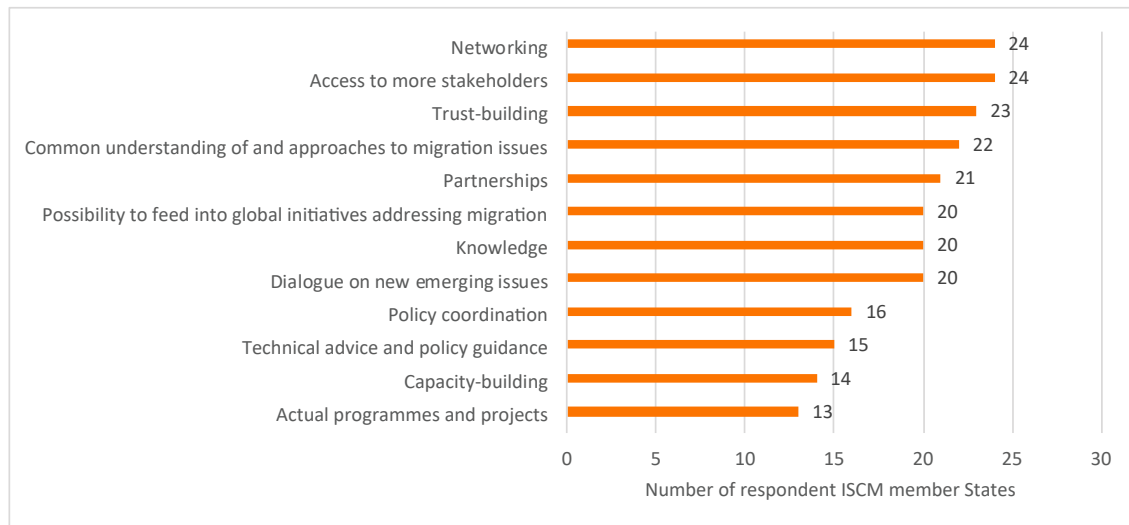 Networking 24
Access to more stakeholders 24
Trust-building 23
Common understanding of and approaches to migration issues 22
Partnerships 21
Possibility to feed into global initiatives addressing migration 20
Knowledge 20
Dialogue on new emerging issues 20
Policy coordination 16
Technical advice and policy guidance 15
Capacity-building 14
Actual programmes and projects 13
0 5 10 15 20 25 30
Number of respondent ISCM member States